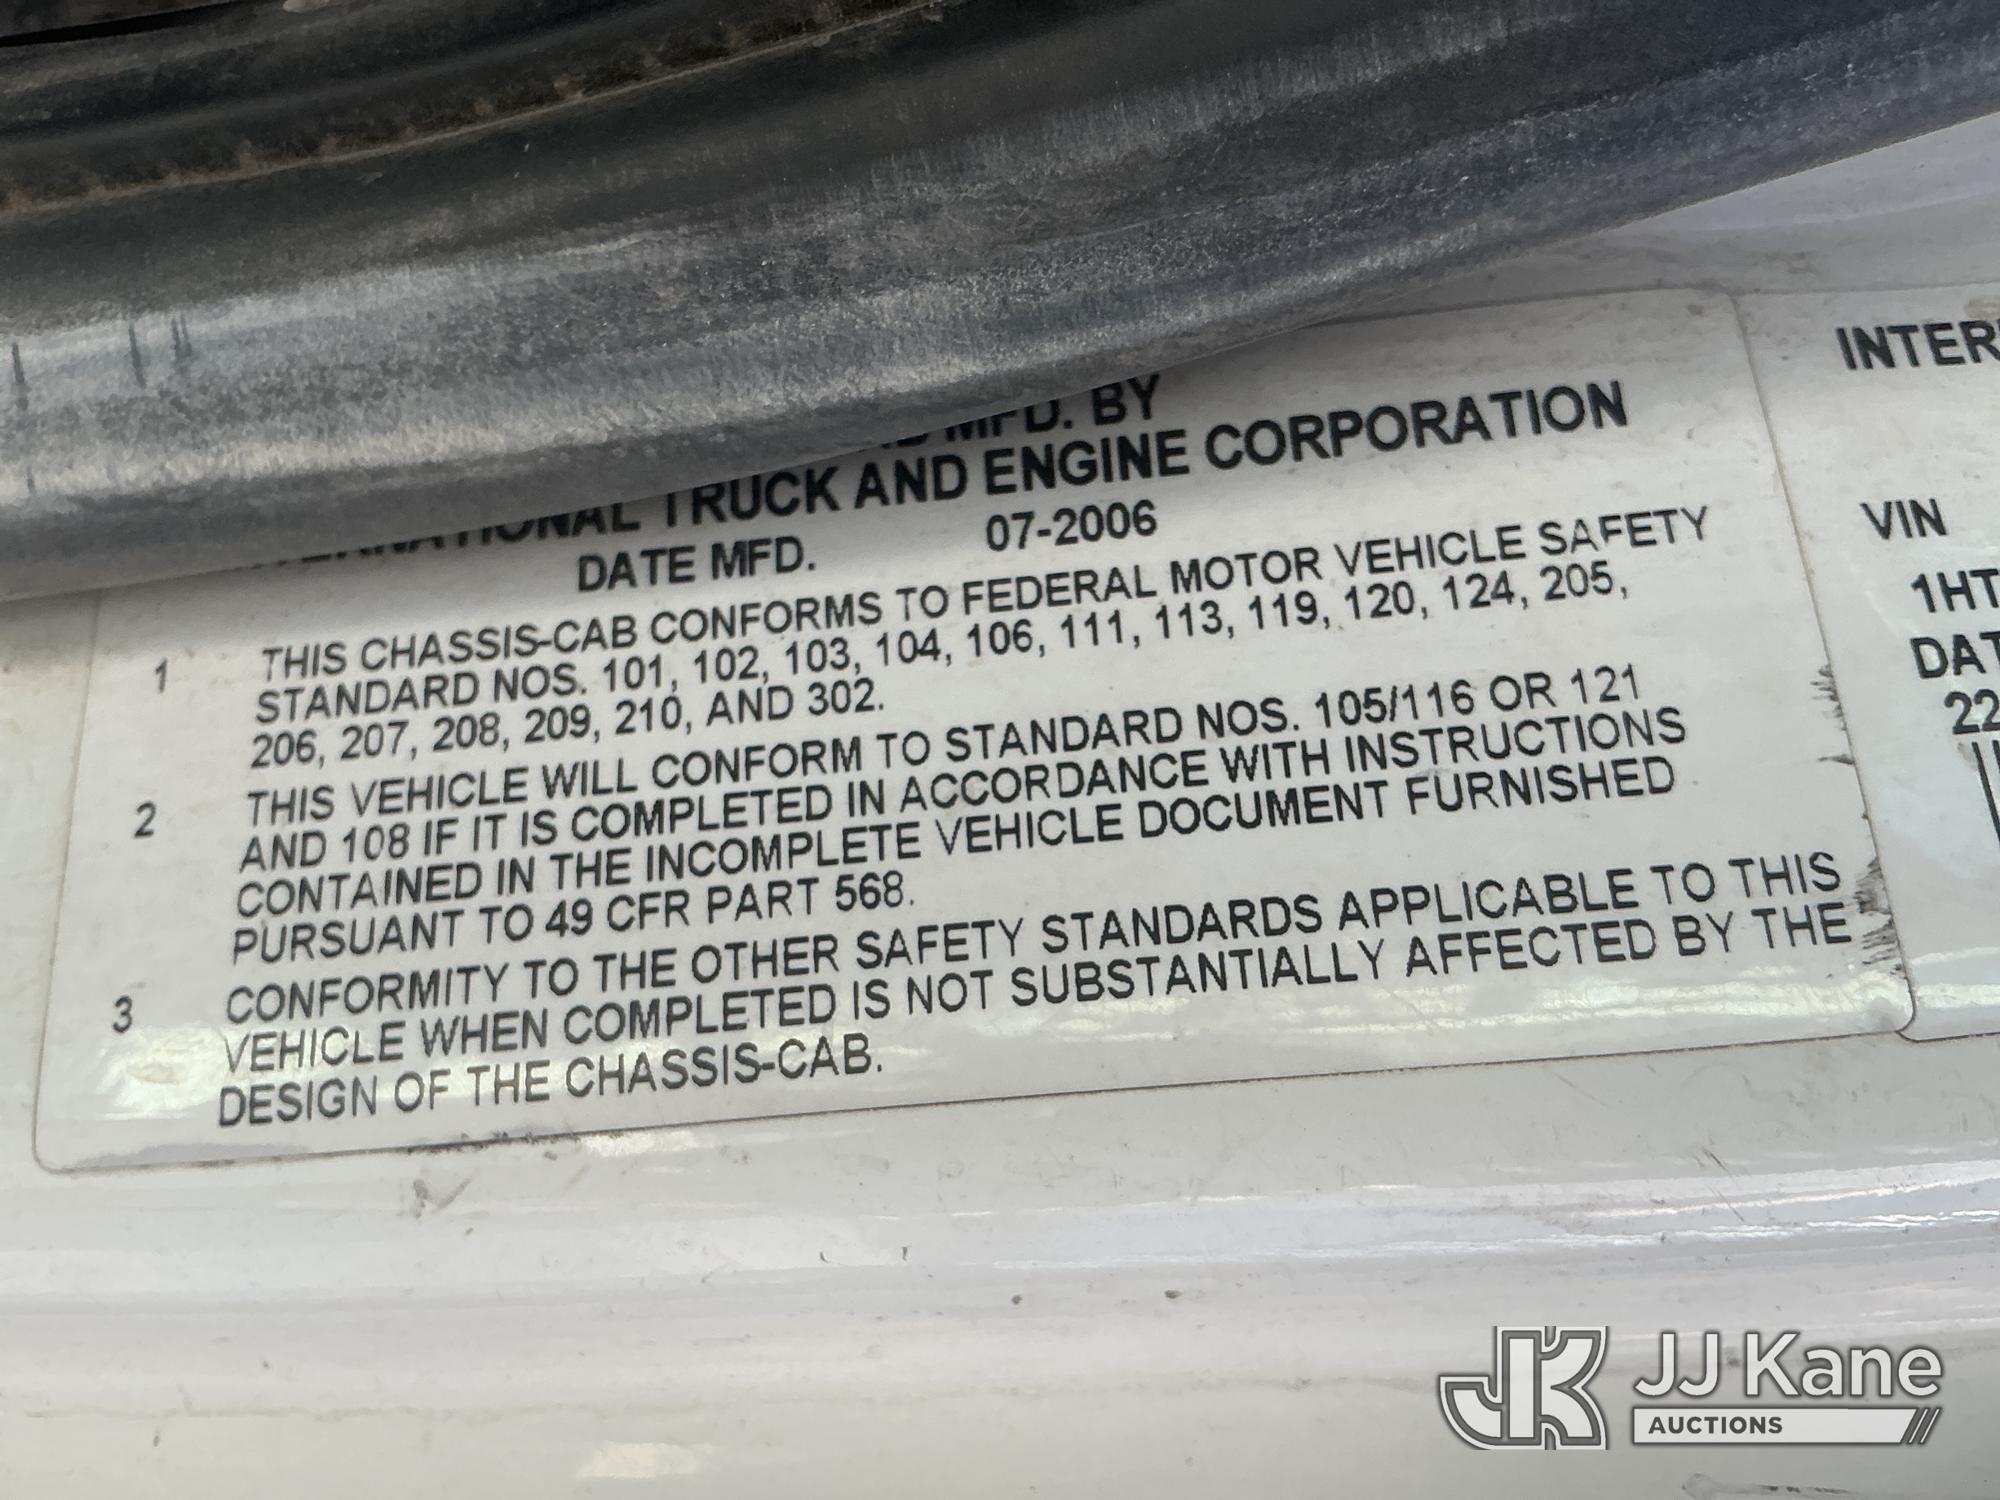 MFD. BY
INTERNATIONAL TRUCK AND ENGINE CORPORATION
DATE MFD. 07-2006
1 THIS CHASSIS-CAB CONFORMS TO FEDERAL MOTOR VEHICLE SAFETY
STANDARD NOS. 101, 102, 103, 104, 106, 111, 113, 119, 120, 124, 205,
206, 207, 208, 209, 210, AND 302.
2 THIS VEHICLE WILL CONFORM TO STANDARD NOS. 105/116 OR 121
AND 108 IF IT IS COMPLETED IN ACCORDANCE WITH INSTRUCTIONS
CONTAINED IN THE INCOMPLETE VEHICLE DOCUMENT FURNISHED
PURSUANT TO 49 CFR PART 568.
3 CONFORMITY TO THE OTHER SAFETY STANDARDS APPLICABLE TO THIS
VEHICLE WHEN COMPLETED IS NOT SUBSTANTIALLY AFFECTED BY THE
DESIGN OF THE CHASSIS-CAB.
INTER
VIN
1HT
DAT
22
JK JJ Kane
AUCTIONS